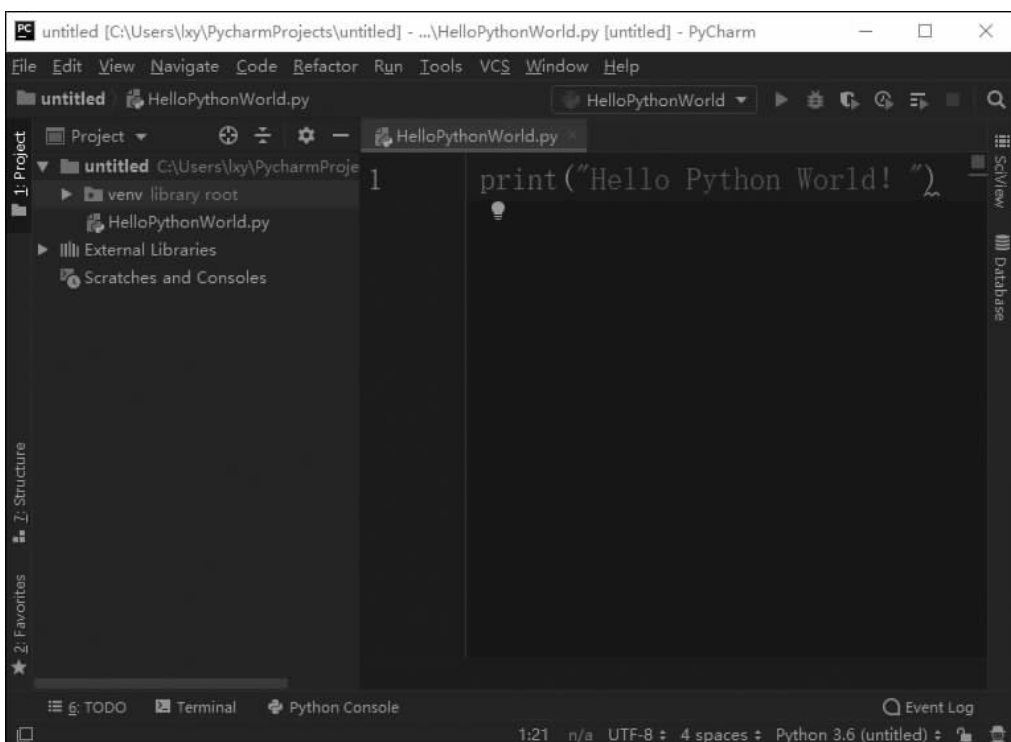 PC untitled [C:\Users\lxy\PycharmProjects\untitled] - ...\HelloPythonWorld.py [untitled] - PyCharm
File Edit View Navigate Code Refactor Run Tools VCS Window Help
untitled HelloPythonWorld.py HelloPythonWorld
1: Project
Project HelloPythonWorld.py
untitled C:\Users\lxy\PycharmProje
1 print("Hello Python World! ")
venv library root
HelloPythonWorld.py
External Libraries
Scratches and Consoles
SciView
Database
7: Structure
2: Favorites
6: TODO Terminal Python Console Event Log
1:21 n/a UTF-8 4 spaces Python 3.6 (untitled)